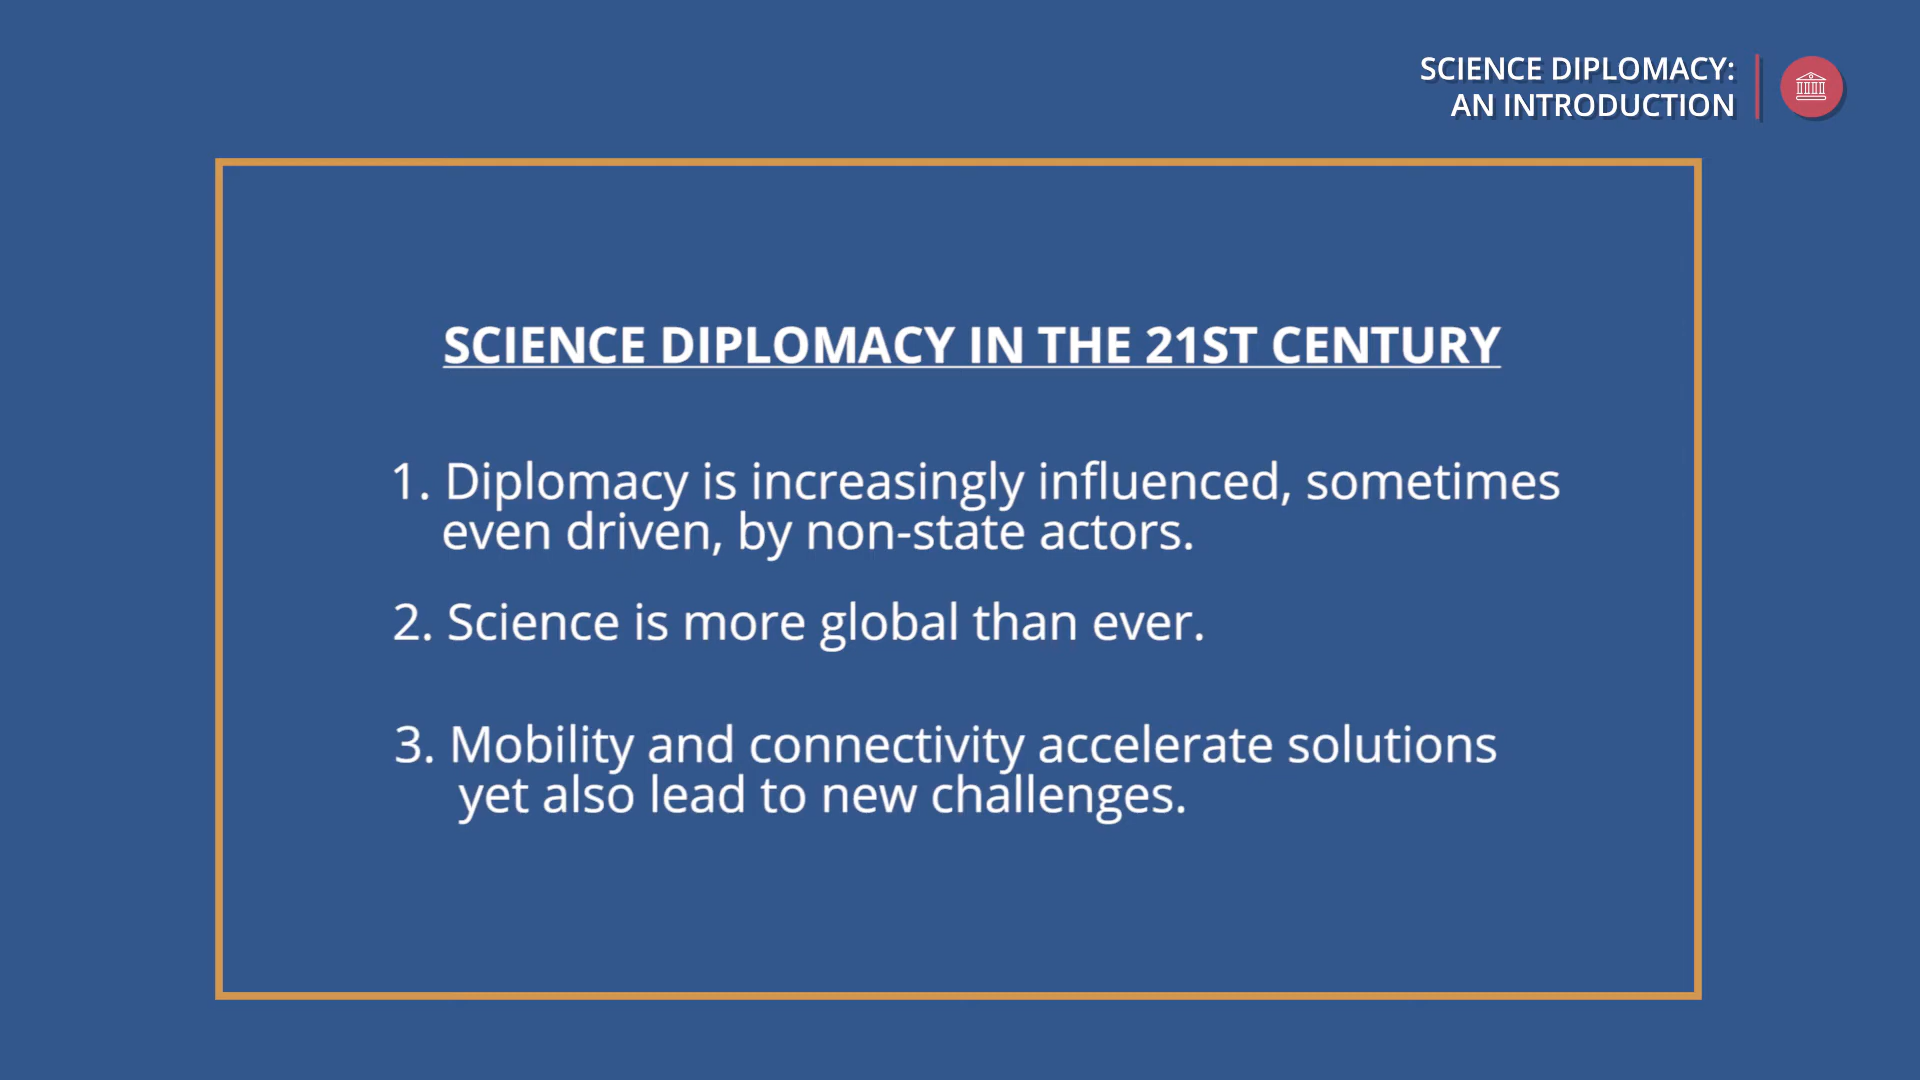 SCIENCE DIPLOMACY:
AN INTRODUCTION
SCIENCE DIPLOMACY IN THE 21ST CENTURY
1. Diplomacy is increasingly influenced, sometimes
even driven, by non-state actors.
2. Science is more global than ever.
3. Mobility and connectivity accelerate solutions
yet also lead to new challenges.